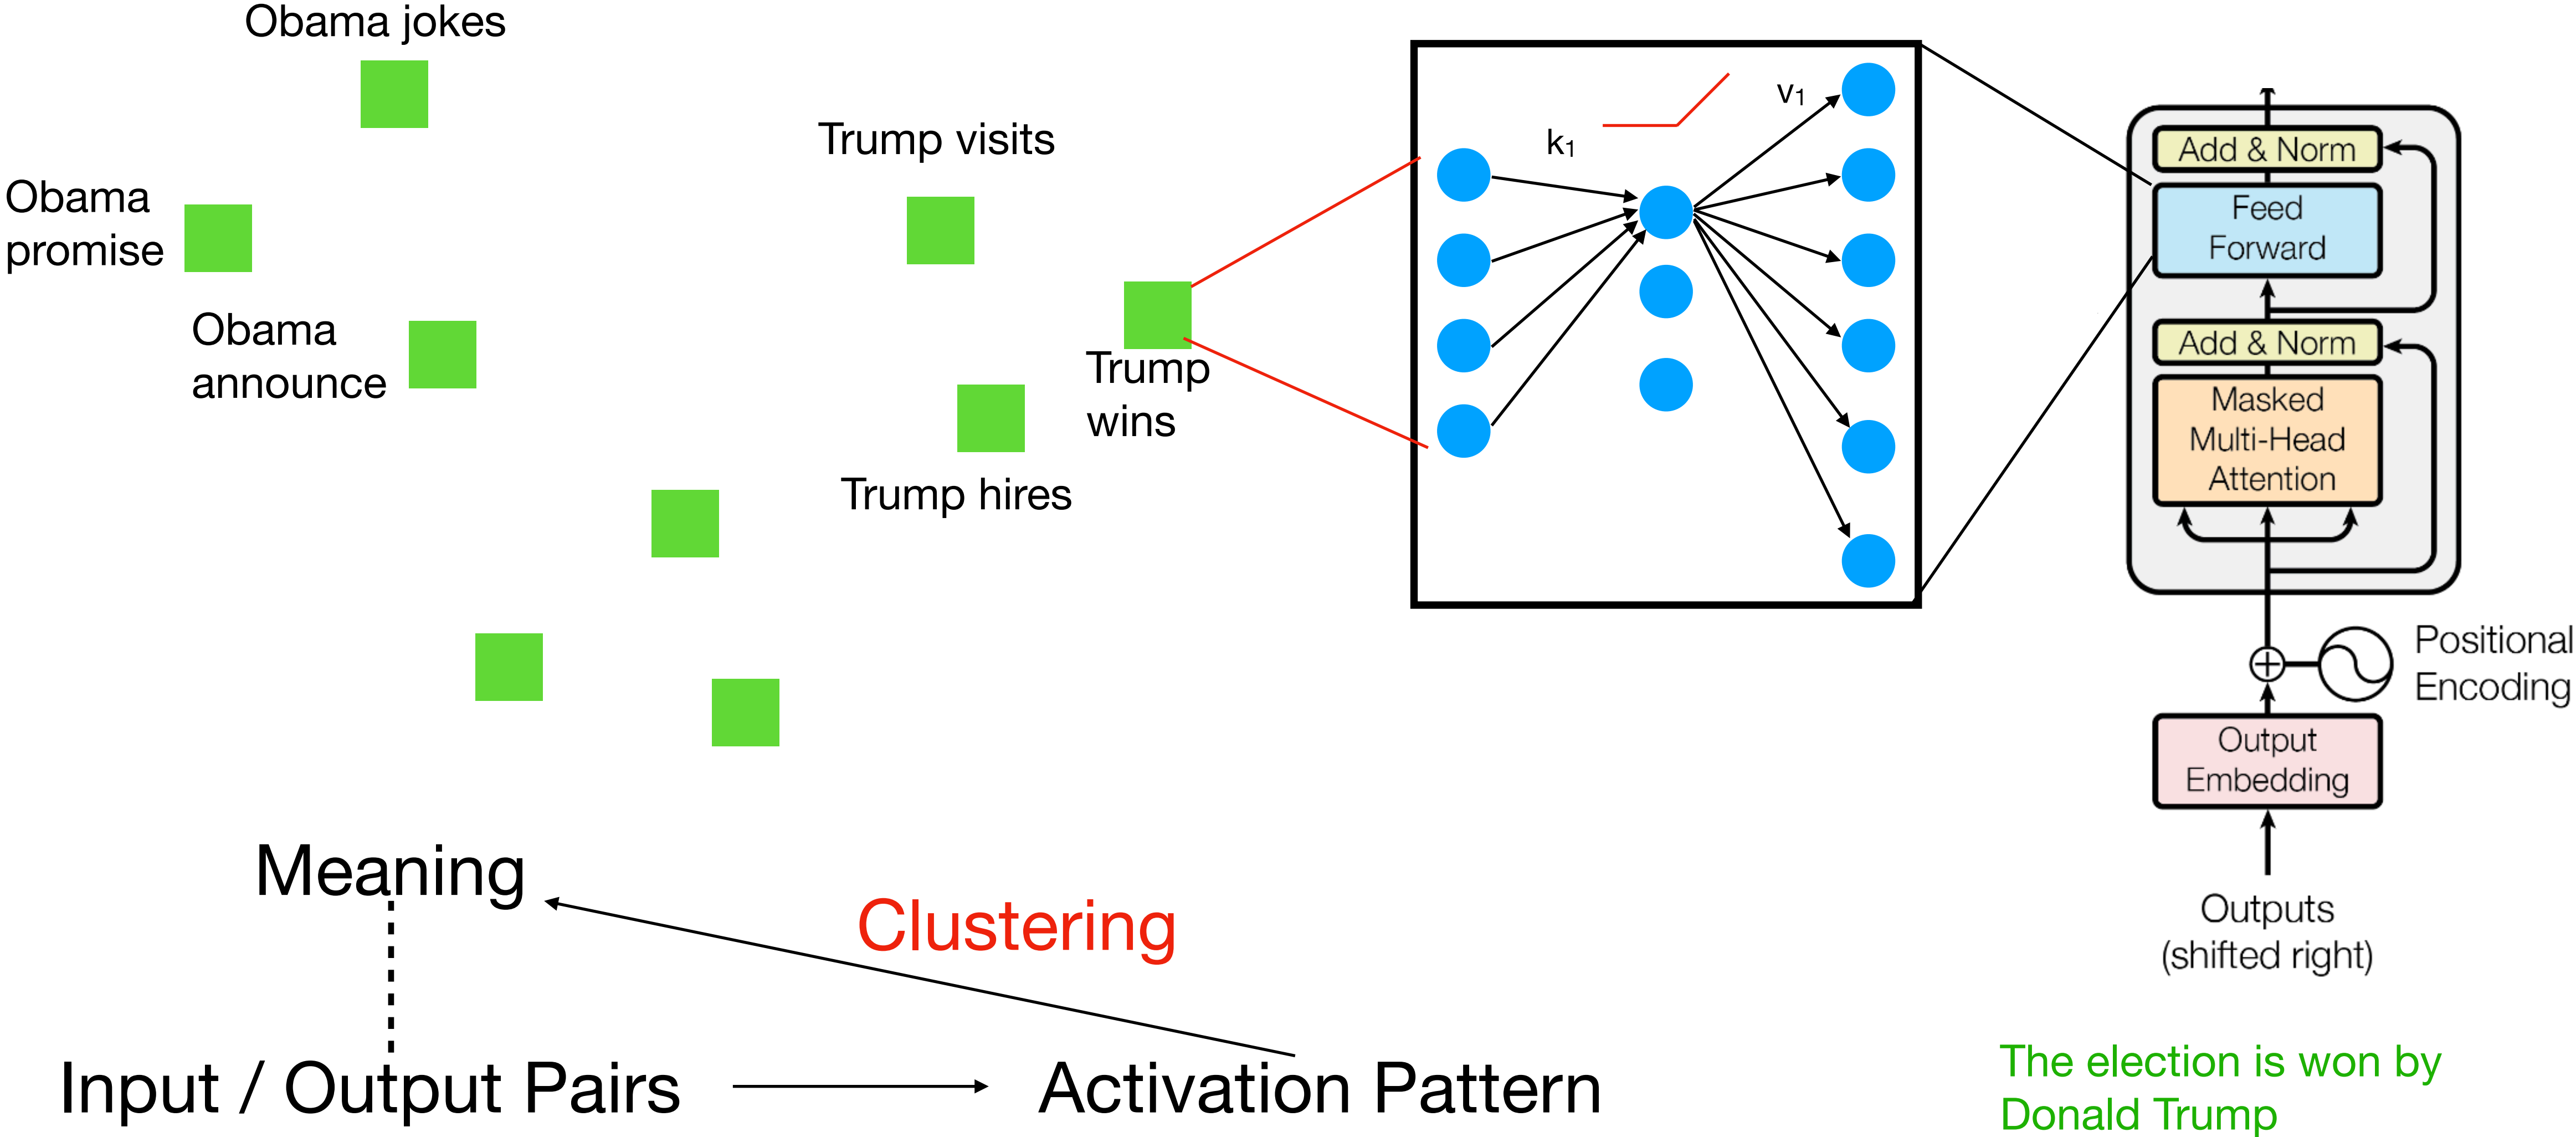 Obama jokes
Obama
promise
Obama
announce
Trump visits
Trump
wins
Trump hires
k₁
v₁
Add & Norm
Feed
Forward
Add & Norm
Masked
Multi-Head
Attention
Positional
Encoding
Output
Embedding
Outputs
(shifted right)
Meaning
Clustering
Input / Output Pairs
Activation Pattern
The election is won by
Donald Trump